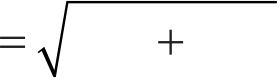 = √ +